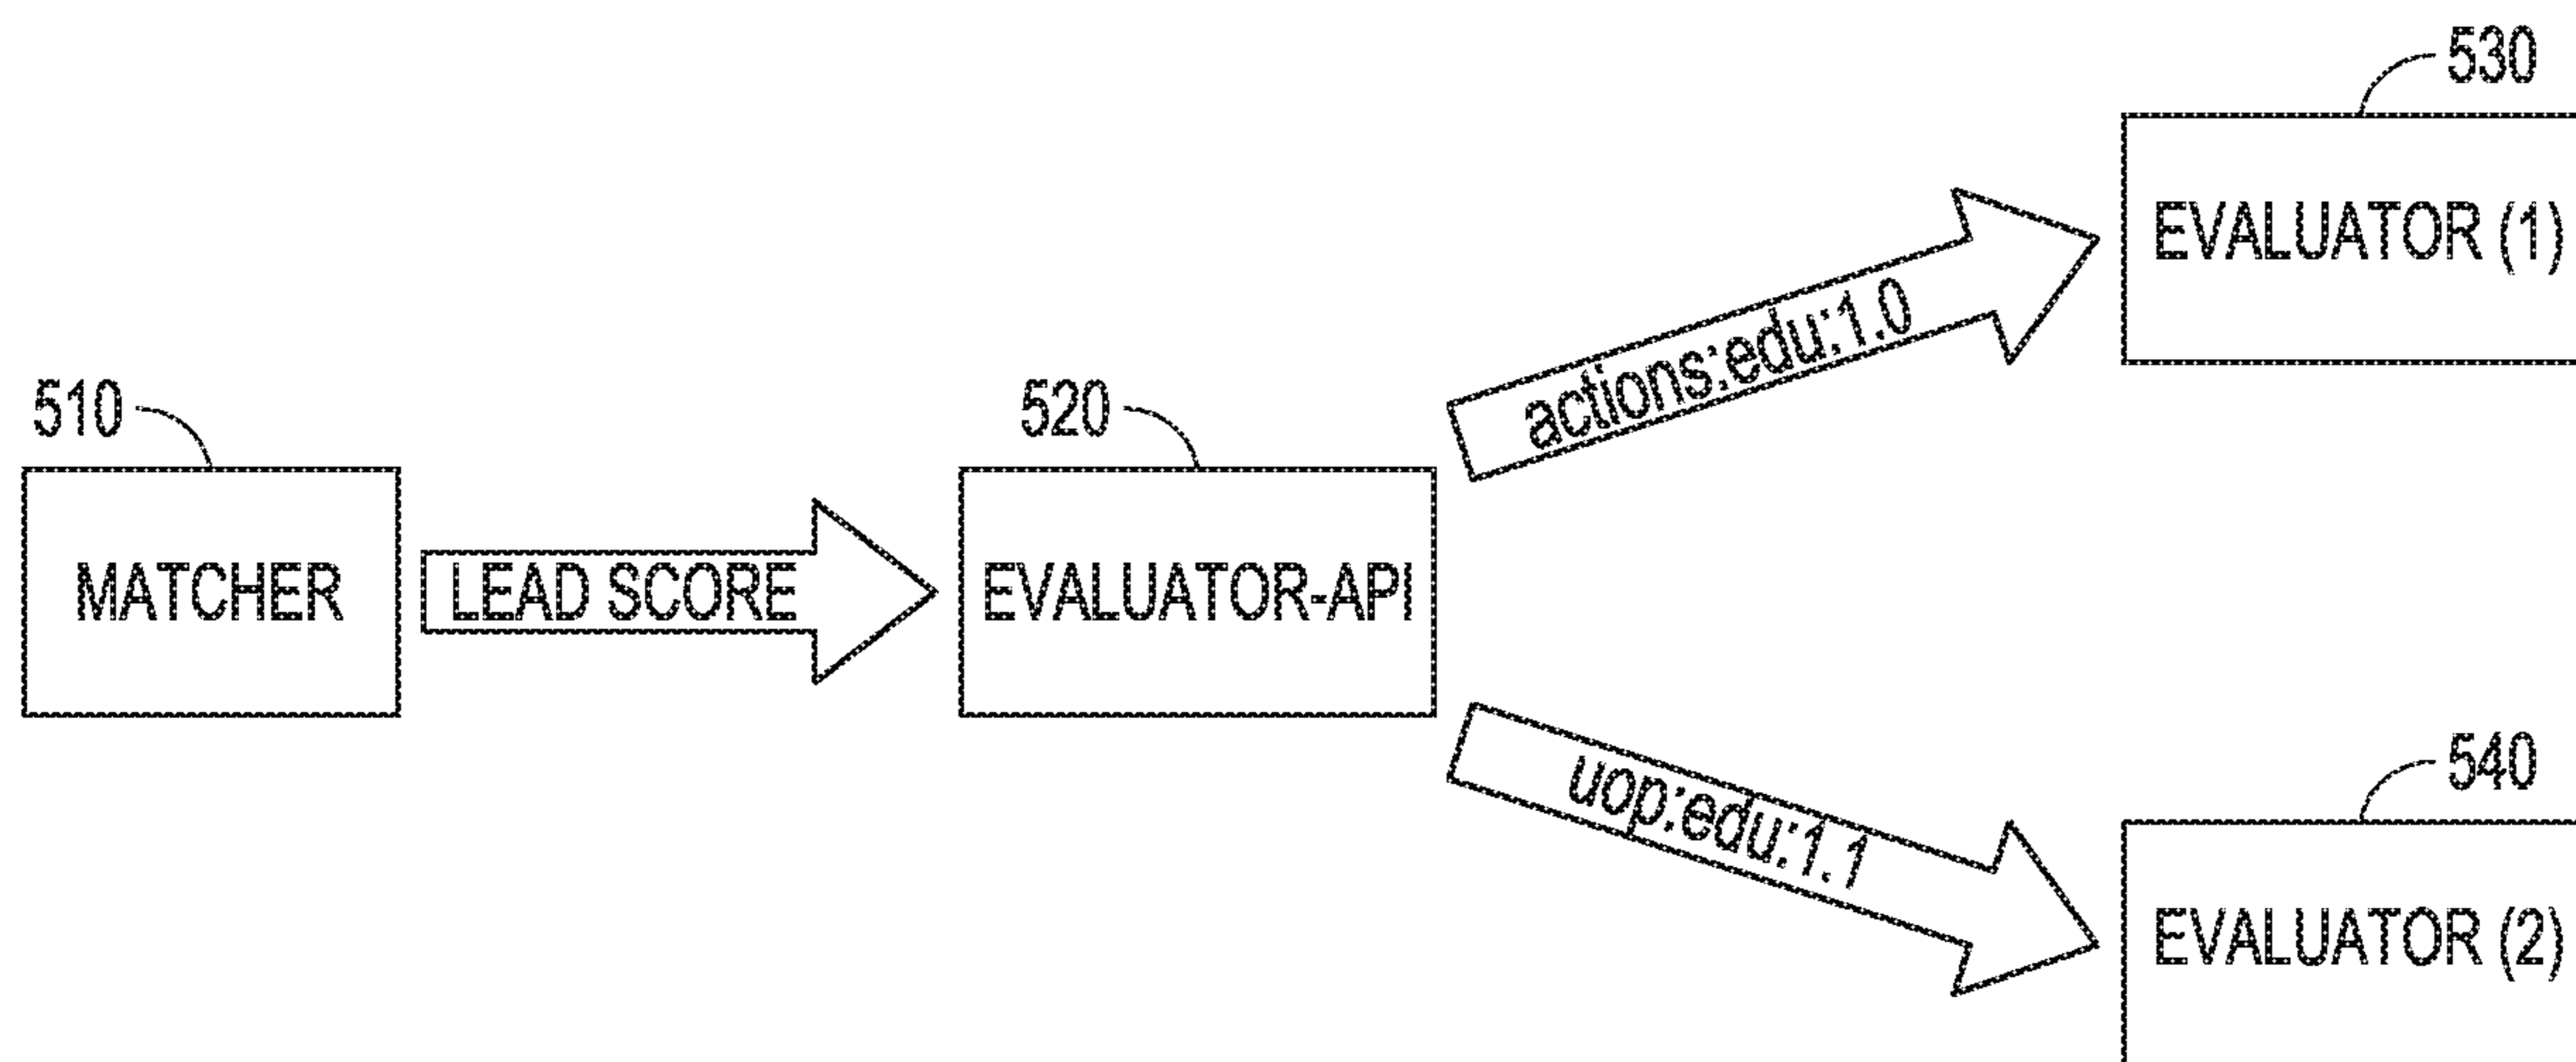 530
EVALUATOR (1)
actions:edu:1.0
510
520
MATCHER
LEAD SCORE
EVALUATOR-API
uop:edu:1.1
540
EVALUATOR (2)